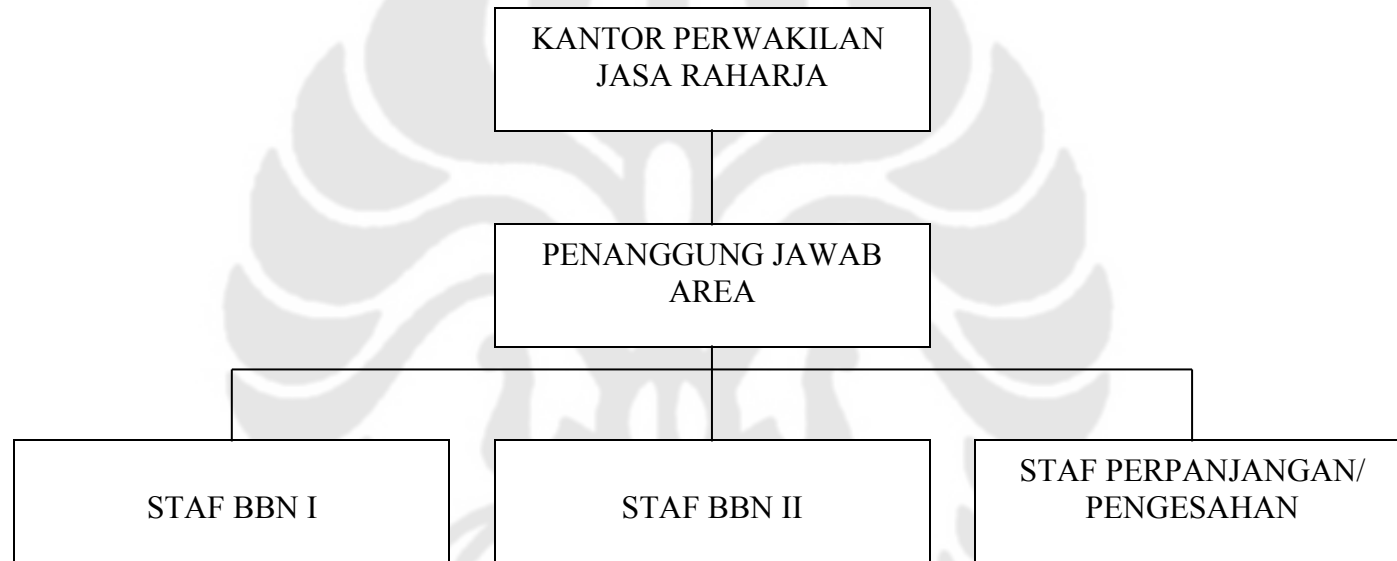 KANTOR PERWAKILAN
JASA RAHARJA
PENANGGUNG JAWAB
AREA
STAF BBN I
STAF BBN II
STAF PERPANJANGAN/
PENGESAHAN